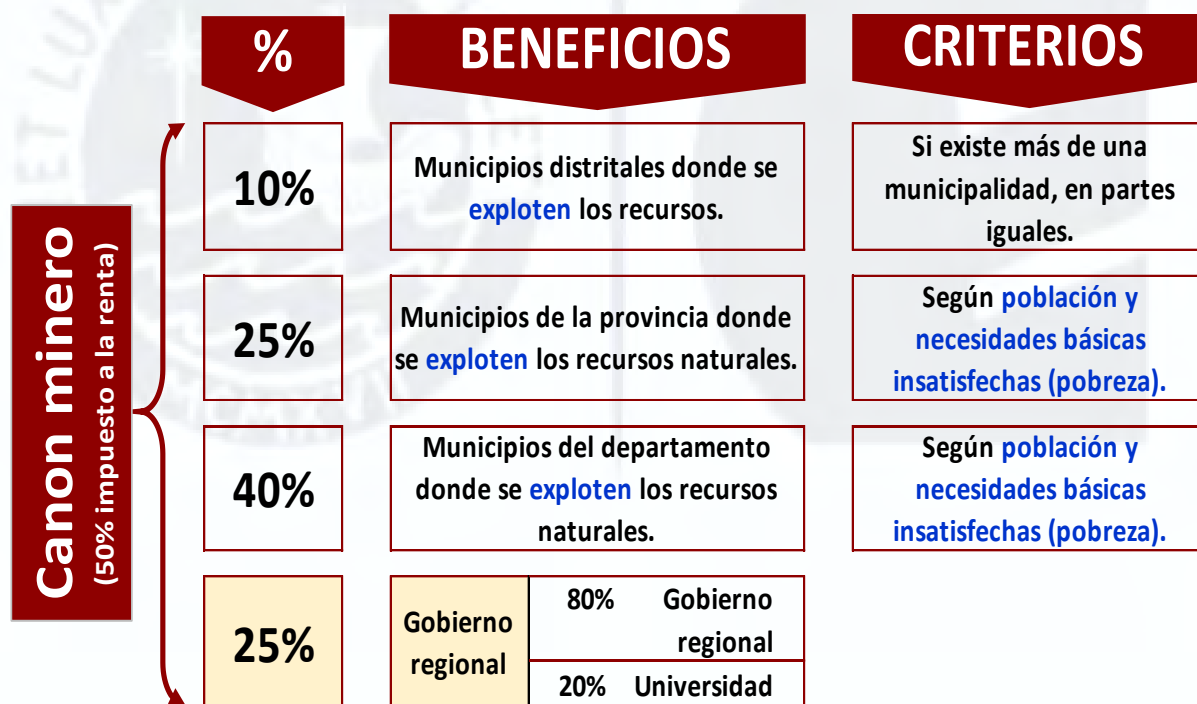 %
BENEFICIOS
CRITERIOS
Canon minero
(50% impuesto a la renta)
10%
Municipios distritales donde se
exploten los recursos.
Si existe más de una
municipalidad, en partes
iguales.
25%
Municipios de la provincia donde
se exploten los recursos naturales.
Según población y
necesidades básicas
insatisfechas (pobreza).
40%
Municipios del departamento
donde se exploten los recursos
naturales.
Según población y
necesidades básicas
insatisfechas (pobreza).
25%
Gobierno
regional
80% Gobierno
regional
20% Universidad
ET LUX